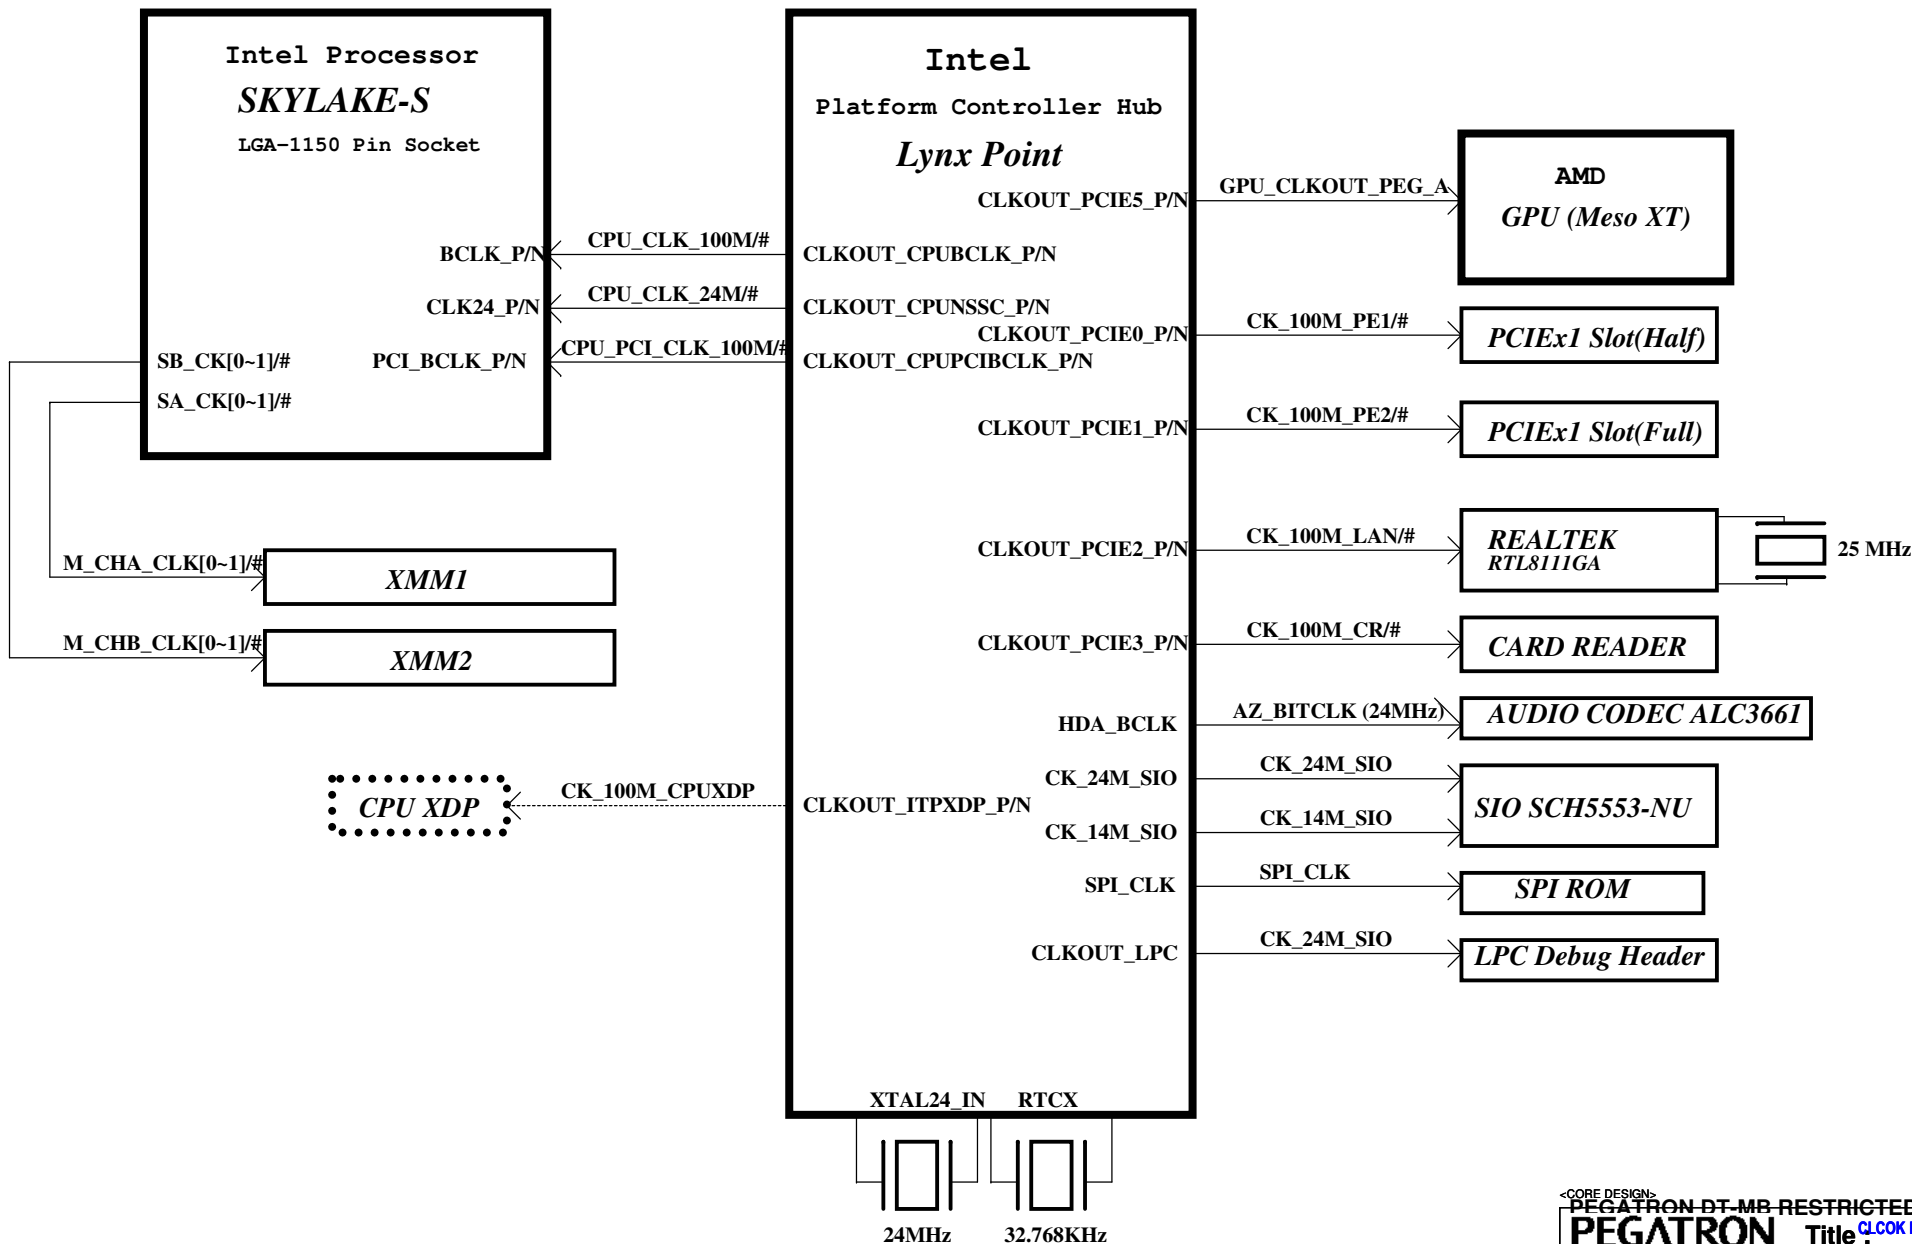 Intel Processor
SKYLAKE-S
LGA-1150 Pin Socket
BCLK_P/N
CLK24_P/N
PCI_BCLK_P/N
SB_CK[0~1]/#
SA_CK[0~1]/#
CPU_CLK_100M/#
CPU_CLK_24M/#
CPU_PCI_CLK_100M/#
M_CHA_CLK[0~1]/#
XMM1
M_CHB_CLK[0~1]/#
XMM2
CPU XDP
CK_100M_CPUXDP
Intel
Platform Controller Hub
Lynx Point
CLKOUT_PCIE5_P/N
CLKOUT_CPUBCLK_P/N
CLKOUT_CPUNSSC_P/N
CLKOUT_PCIE0_P/N
CLKOUT_CPUPCIBCLK_P/N
CLKOUT_PCIE1_P/N
CLKOUT_PCIE2_P/N
CLKOUT_PCIE3_P/N
HDA_BCLK
CK_24M_SIO
CLKOUT_ITPXDP_P/N
CK_14M_SIO
SPI_CLK
CLKOUT_LPC
XTAL24_IN
RTCX
24MHz
32.768KHz
GPU_CLKOUT_PEG_A
AMD
GPU (Meso XT)
CK_100M_PE1/#
PCIEx1 Slot(Half)
CK_100M_PE2/#
PCIEx1 Slot(Full)
CK_100M_LAN/#
REALTEK
RTL8111GA
25 MHz
CK_100M_CR/#
CARD READER
AZ_BITCLK (24MHz)
AUDIO CODEC ALC3661
CK_24M_SIO
CK_14M_SIO
SIO SCH5553-NU
SPI_CLK
SPI ROM
CK_24M_SIO
LPC Debug Header
<CORE DESIGN>
PEGATRON DT-MB RESTRICTED
PEGATRON
Title :
CLCOK